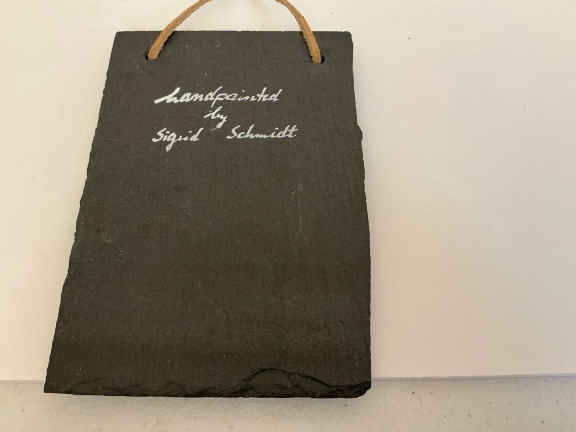 handpainted
by
Sigrid Schmidt